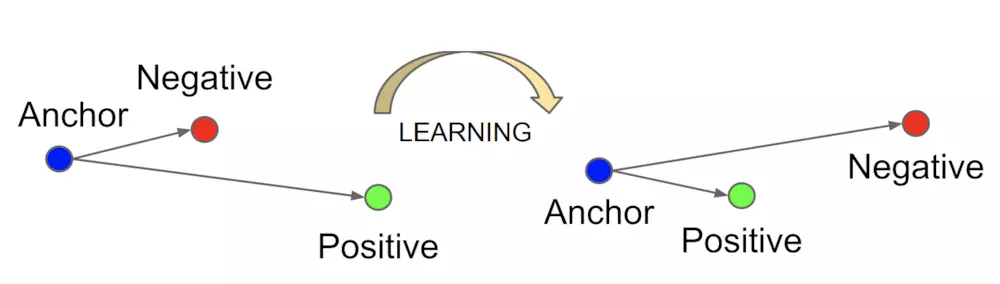 Negative
Anchor
Positive
LEARNING
Negative
Anchor
Positive